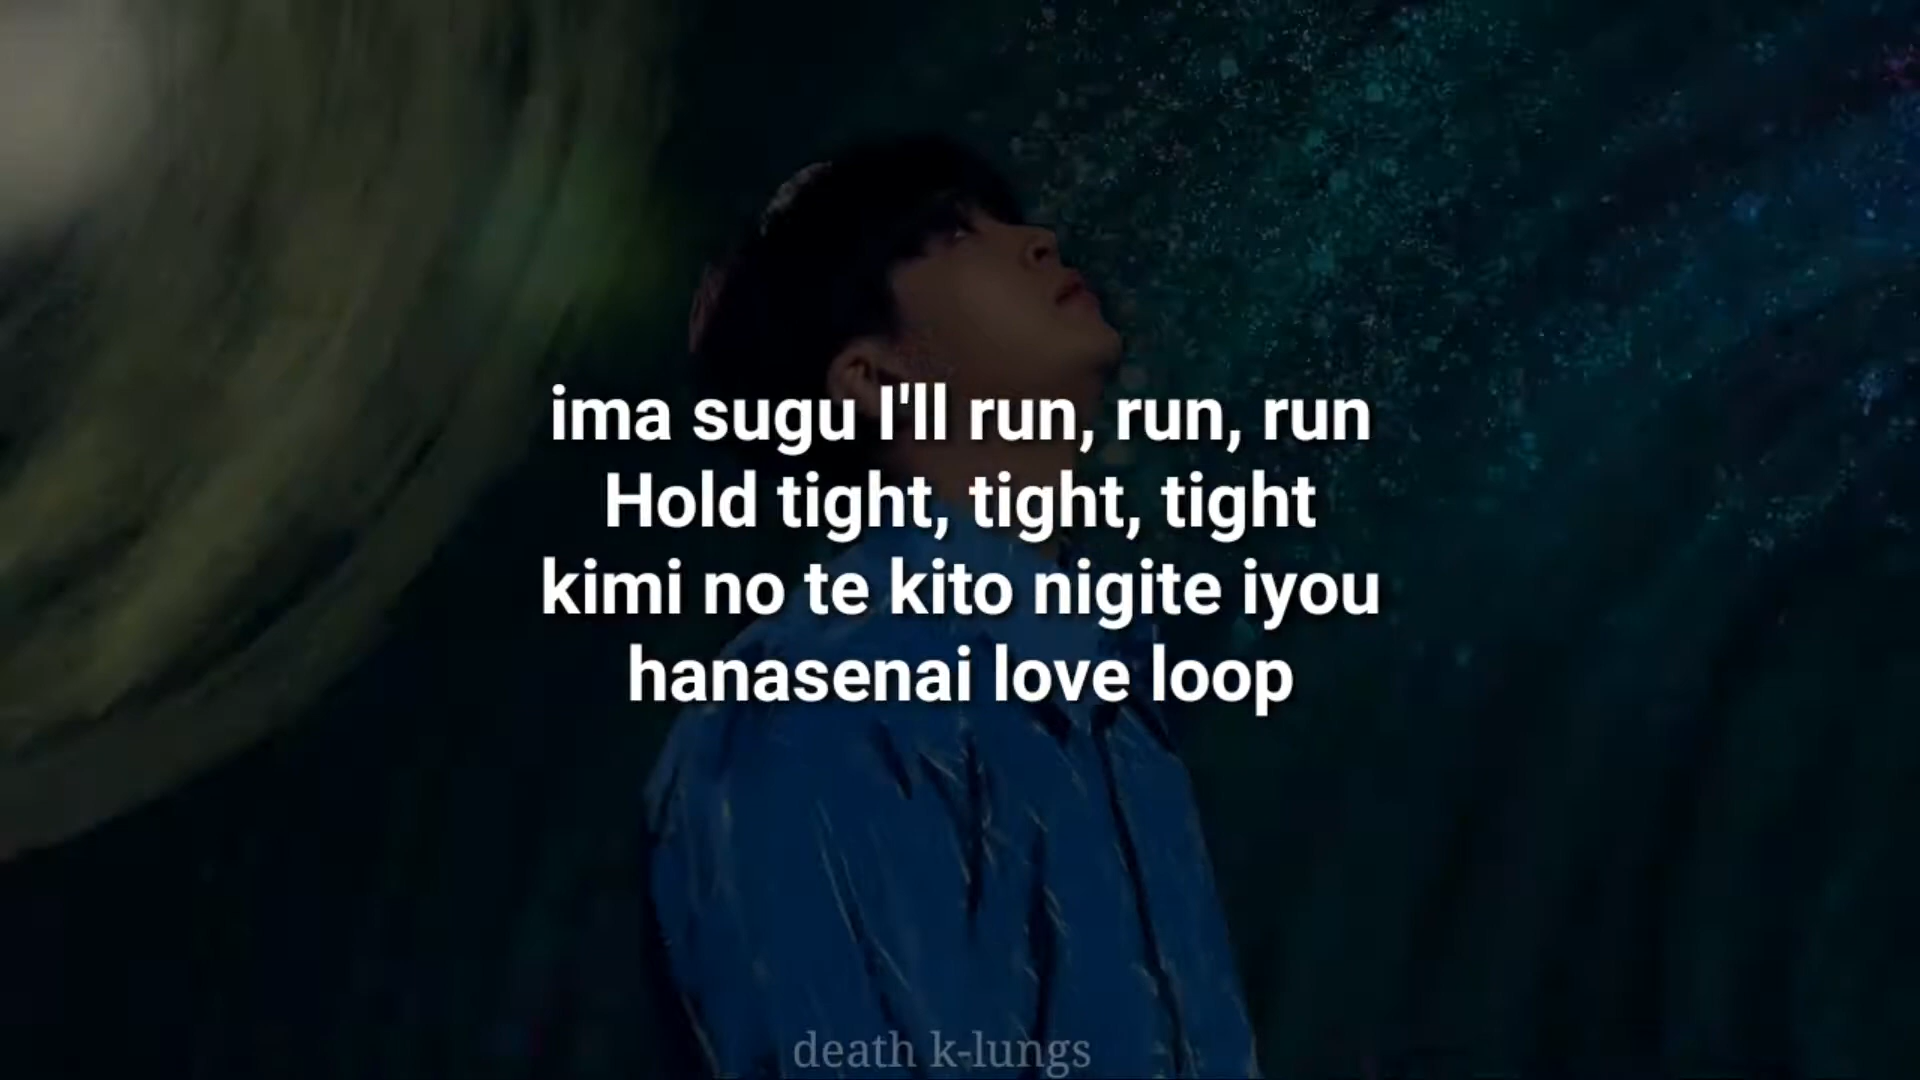 ima sugu I'll run, run, run
Hold tight, tight, tight
kimi no te kito nigite iyou
hanasenai love loop
death k-lungs